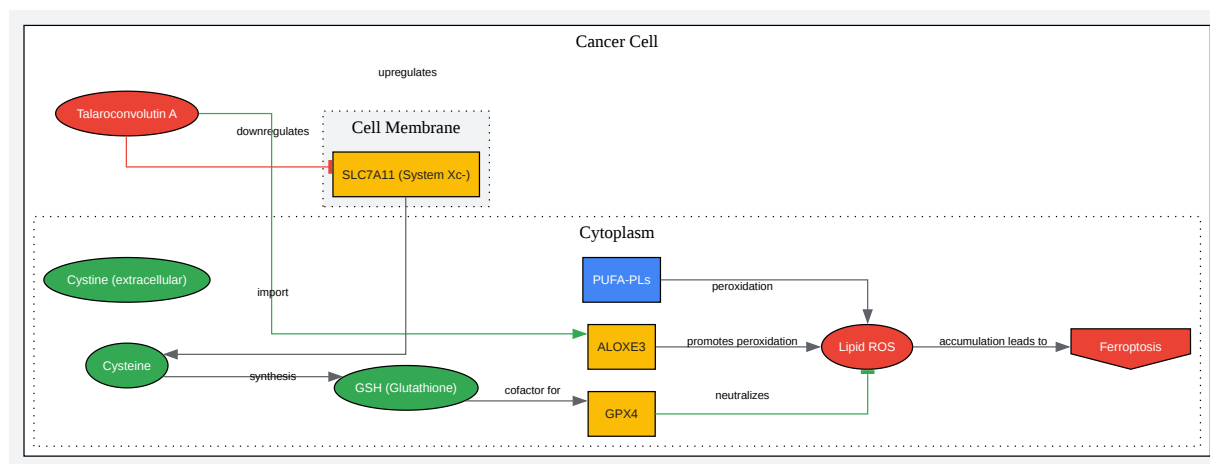 Cancer Cell
upregulates
Talaroconvolutin A
downregulates
Cell Membrane
SLC7A11 (System Xc-)
Cytoplasm
Cystine (extracellular)
PUFA-PLs
peroxidation
import
ALOXE3
promotes peroxidation
Lipid ROS
accumulation leads to
Ferroptosis
Cysteine
synthesis
GSH (Glutathione)
cofactor for
GPX4
neutralizes